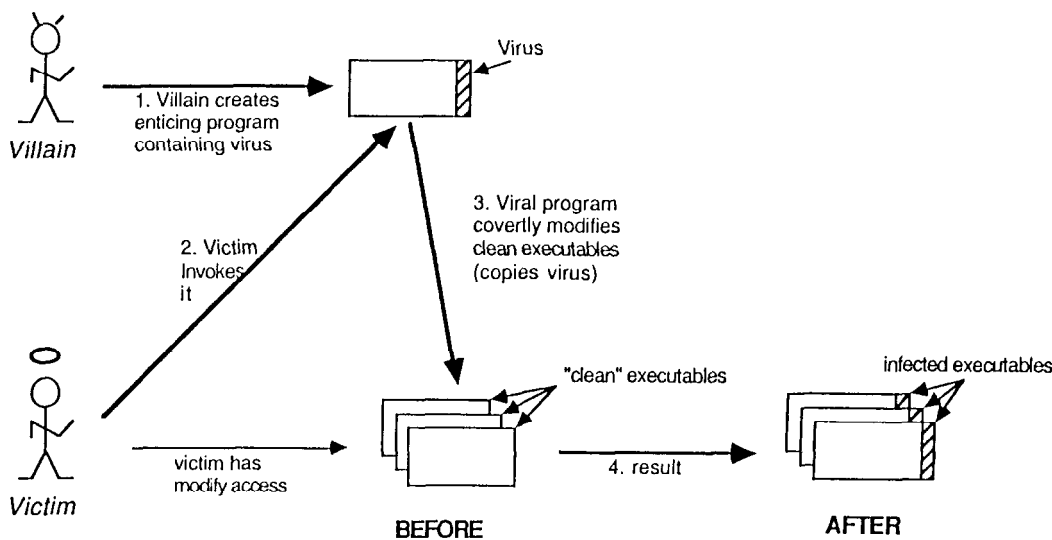 Virus
1. Villain creates
enticing program
containing virus
Villain
3. Viral program
covertly modifies
clean executables
(copies virus)
2. Victim
Invokes
it
"clean" executables
infected executables
victim has
modify access
4. result
Victim
BEFORE
AFTER